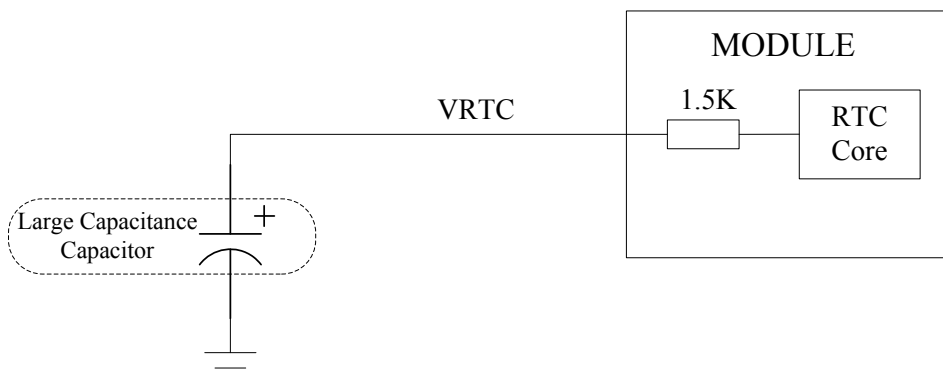 MODULE
VRTC
1.5K
RTC
Core
+
Large Capacitance
Capacitor